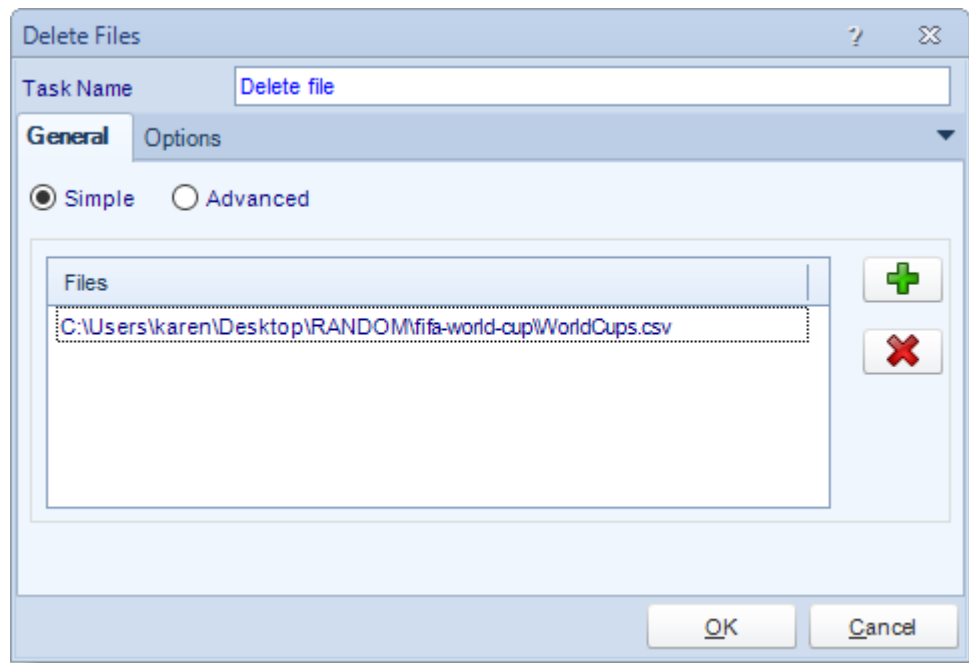 Delete Files
Task Name Delete file
General Options
Simple Advanced
Files
C:\Users\karen\Desktop\RANDOM\fifa-world-cup\WorldCups.csv
OK Cancel